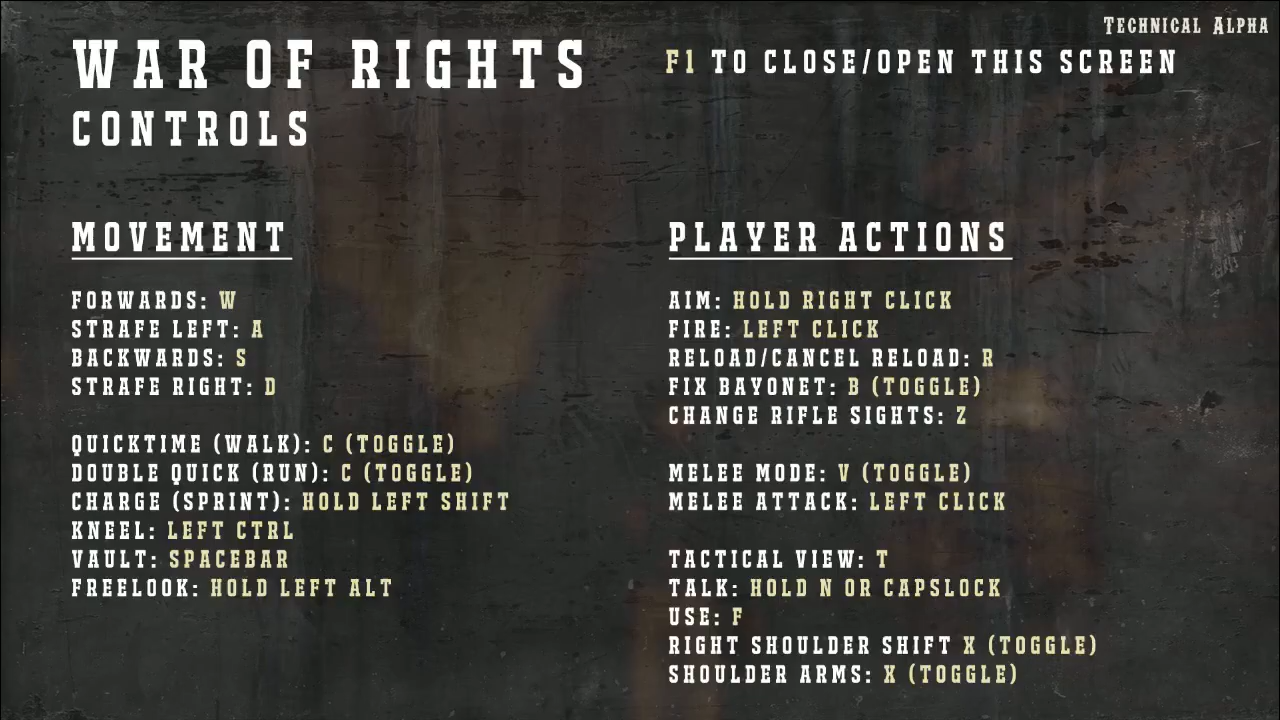 TECHNICAL ALPHA
WAR OF RIGHTS
CONTROLS
F1 TO CLOSE/OPEN THIS SCREEN
MOVEMENT
FORWARDS: W
STRAFE LEFT: A
BACKWARDS: S
STRAFE RIGHT: D
QUICKTIME (WALK): C (TOGGLE)
DOUBLE QUICK (RUN): C (TOGGLE)
CHARGE (SPRINT): HOLD LEFT SHIFT
KNEEL: LEFT CTRL
VAULT: SPACEBAR
FREELOOK: HOLD LEFT ALT
PLAYER ACTIONS
AIM: HOLD RIGHT CLICK
FIRE: LEFT CLICK
RELOAD/CANCEL RELOAD: R
FIX BAYONET: B (TOGGLE)
CHANGE RIFLE SIGHTS: Z
MELEE MODE: V (TOGGLE)
MELEE ATTACK: LEFT CLICK
TACTICAL VIEW: T
TALK: HOLD N OR CAPSLOCK
USE: F
RIGHT SHOULDER SHIFT X (TOGGLE)
SHOULDER ARMS: X (TOGGLE)